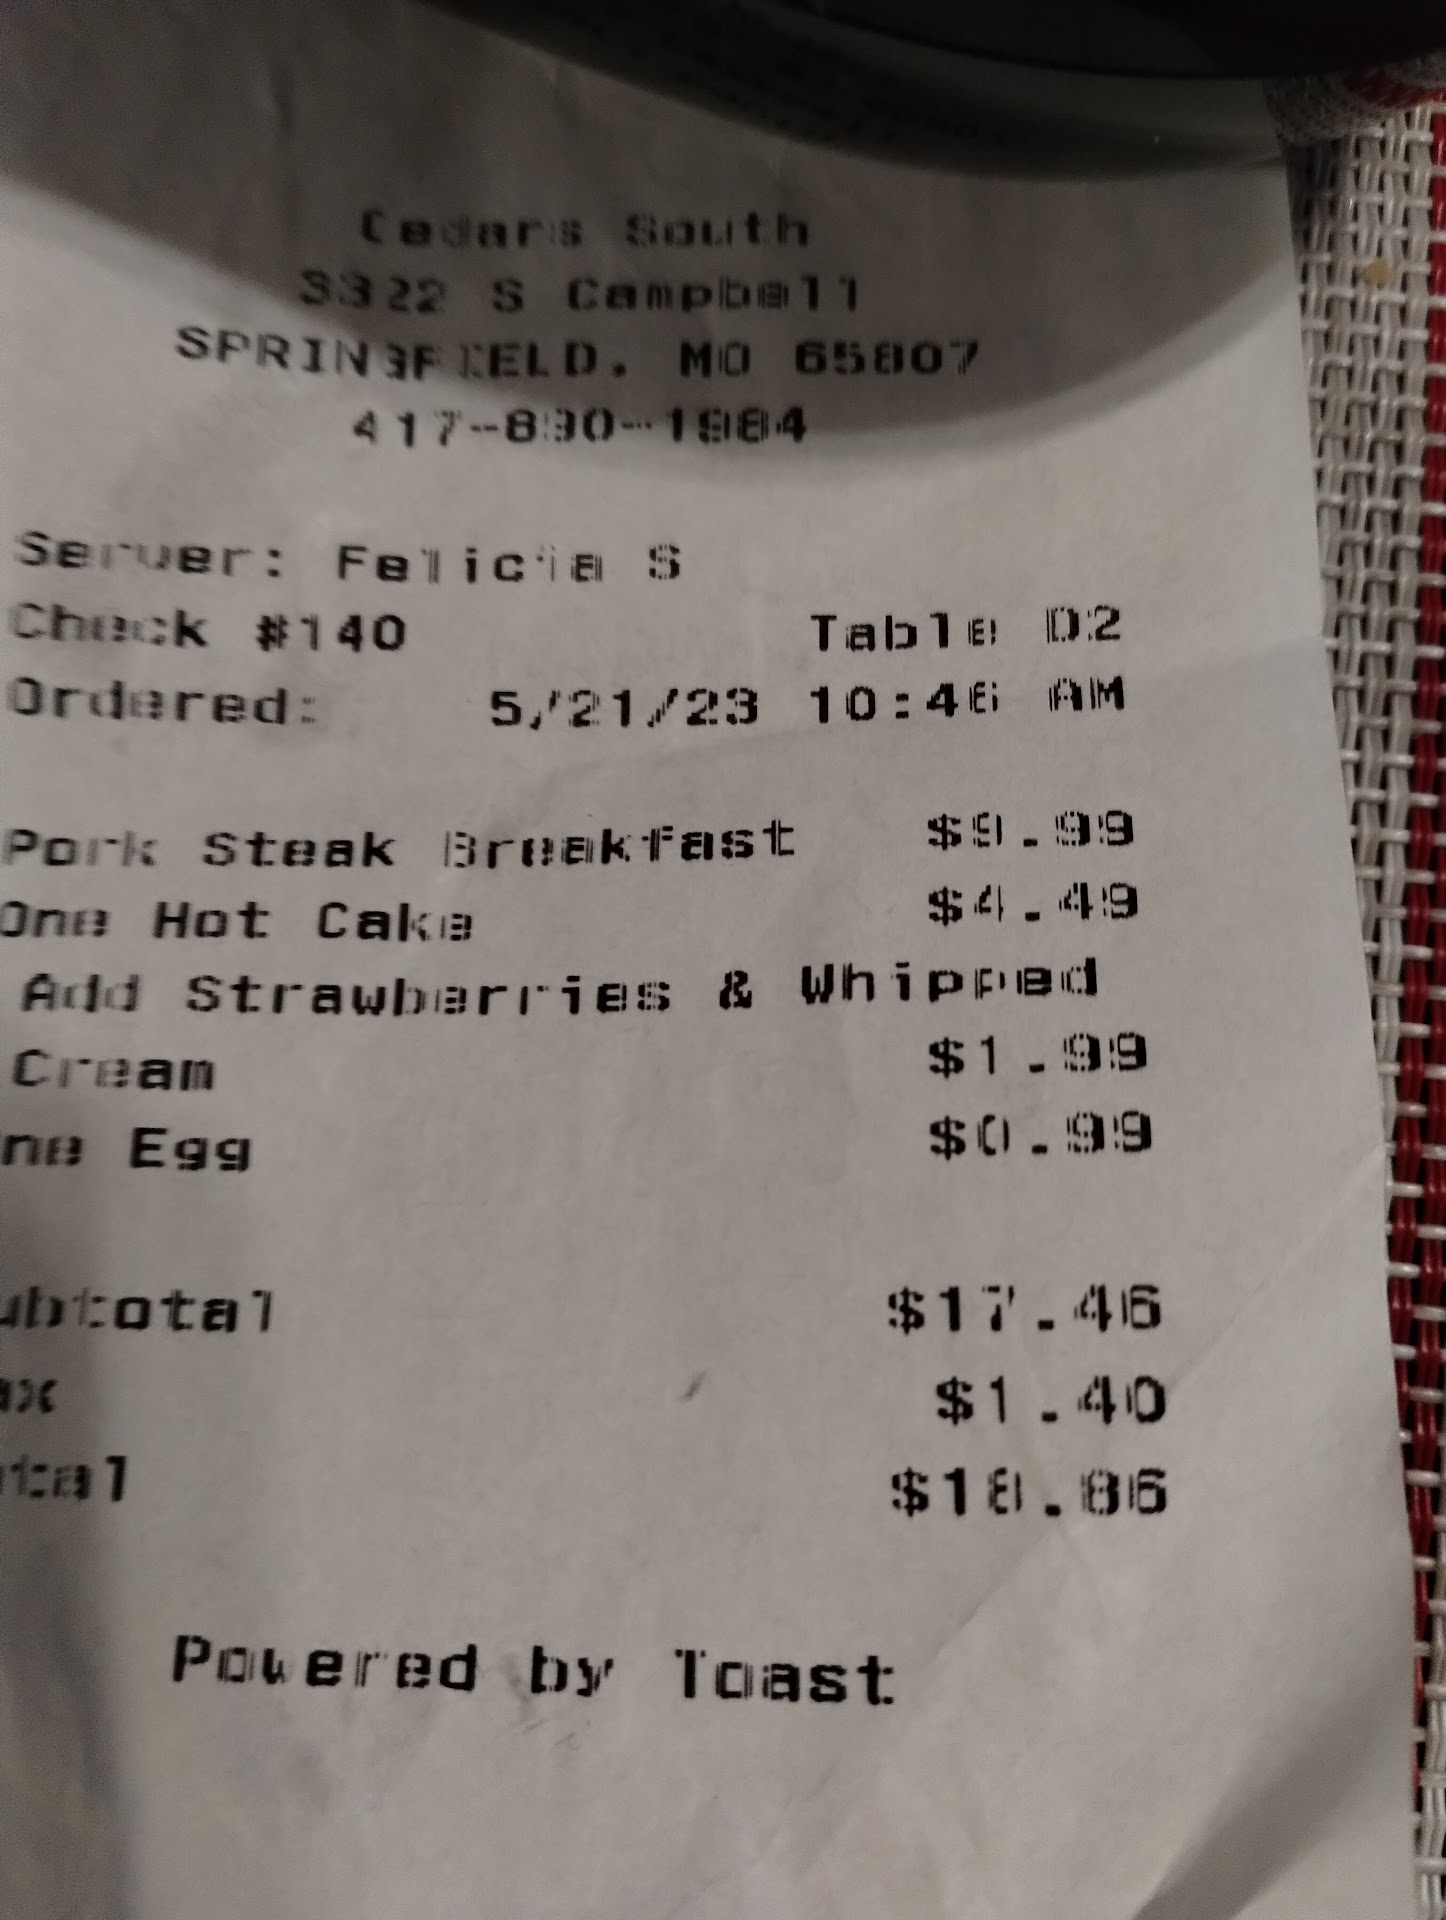 Cedars South
3322 S Campbell
SPRINGFIELD, MO 65807
417-890-1984
Server: Felicia S
Check #140 Table D2
Ordered: 5/21/23 10:46 AM
Pork Steak Breakfast $9.99
One Hot Cake $4.49
Add Strawberries & Whipped
Cream $1.99
ne Egg $0.99
ubtotal $17.46
ax $1.40
tal $18.86
Powered by Toast